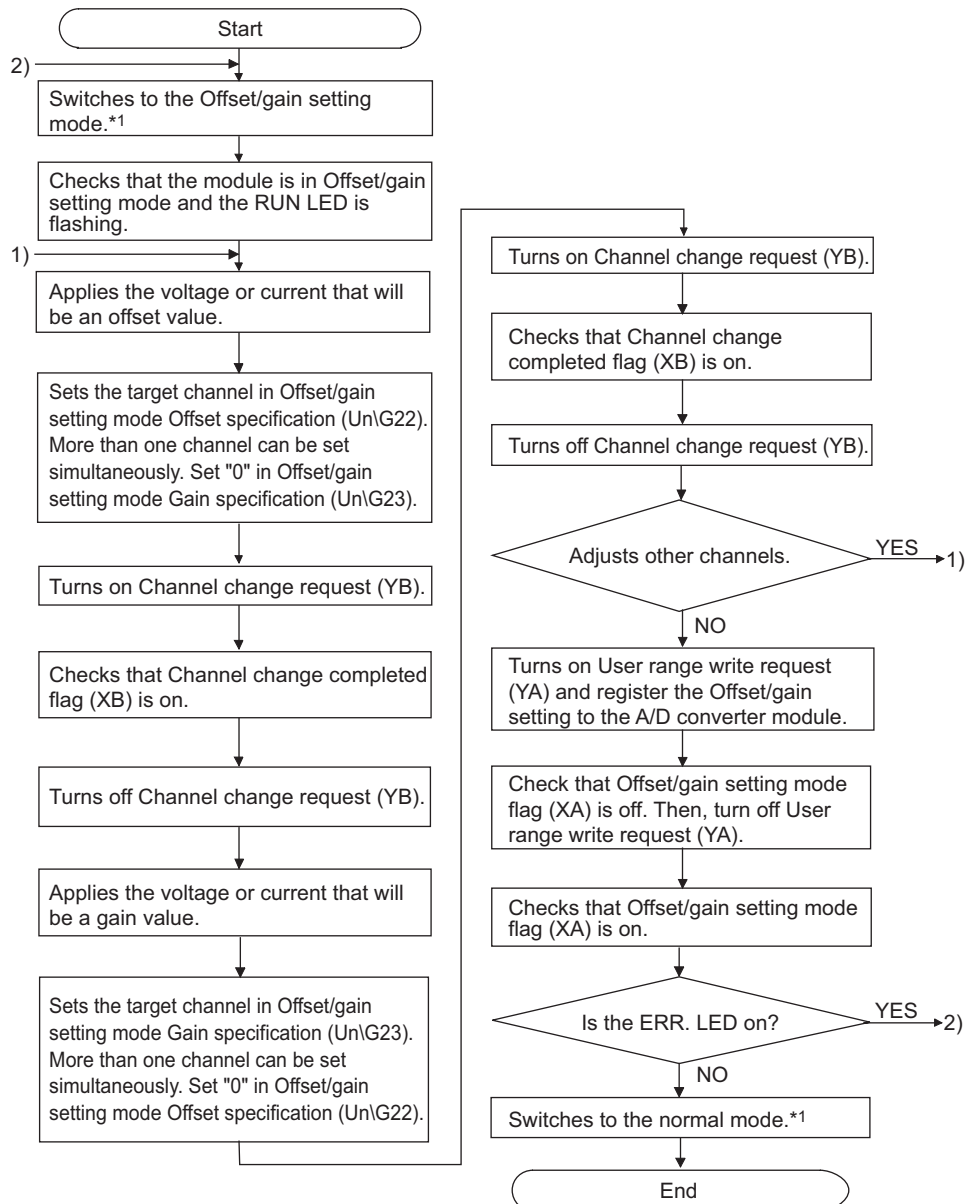 Start
2)
Switches to the Offset/gain setting
mode.*1
Checks that the module is in Offset/gain
setting mode and the RUN LED is
flashing.
1)
Applies the voltage or current that will
be an offset value.
Sets the target channel in Offset/gain
setting mode Offset specification (Un\G22).
More than one channel can be set
simultaneously. Set "0" in Offset/gain
setting mode Gain specification (Un\G23).
Turns on Channel change request (YB).
Checks that Channel change completed
flag (XB) is on.
Turns off Channel change request (YB).
Applies the voltage or current that will
be a gain value.
Sets the target channel in Offset/gain
setting mode Gain specification (Un\G23).
More than one channel can be set
simultaneously. Set "0" in Offset/gain
setting mode Offset specification (Un\G22).
Turns on Channel change request (YB).
Checks that Channel change
completed flag (XB) is on.
Turns off Channel change request (YB).
Adjusts other channels.
YES
1)
NO
Turns on User range write request
(YA) and register the Offset/gain
setting to the A/D converter module.
Check that Offset/gain setting mode
flag (XA) is off. Then, turn off User
range write request (YA).
Checks that Offset/gain setting mode
flag (XA) is on.
Is the ERR. LED on?
YES
2)
NO
Switches to the normal mode.*1
End